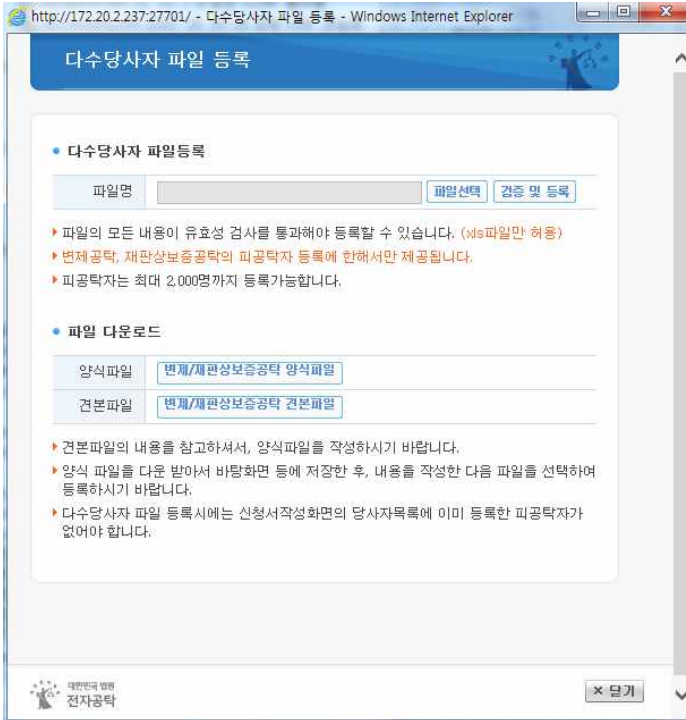 http://172.20.2.237:27701/ - 다수당사자 파일 등록 - Windows Internet Explorer
다수당사자 파일 등록
다수당사자 파일등록
파일명 파일선택 검증 및 등록
파일의 모든 내용이 유효성 검사를 통과해야 등록할 수 있습니다. (xls파일만 허용)
변제공탁, 재판상보증공탁의 피공탁자 등록에 한해서만 제공됩니다.
피공탁자는 최대 2,000명까지 등록가능합니다.
파일 다운로드
양식파일 변제/재판상보증공탁 양식파일
견본파일 변제/재판상보증공탁 견본파일
견본파일의 내용을 참고하셔서, 양식파일을 작성하시기 바랍니다.
양식 파일을 다운 받아서 바탕화면 등에 저장한 후, 내용을 작성한 다음 파일을 선택하여
등록하시기 바랍니다.
다수당사자 파일 등록시에는 신청서작성화면의 당사자목록에 이미 등록한 피공탁자가
없어야 합니다.
대한민국 법원
전자공탁
× 닫기